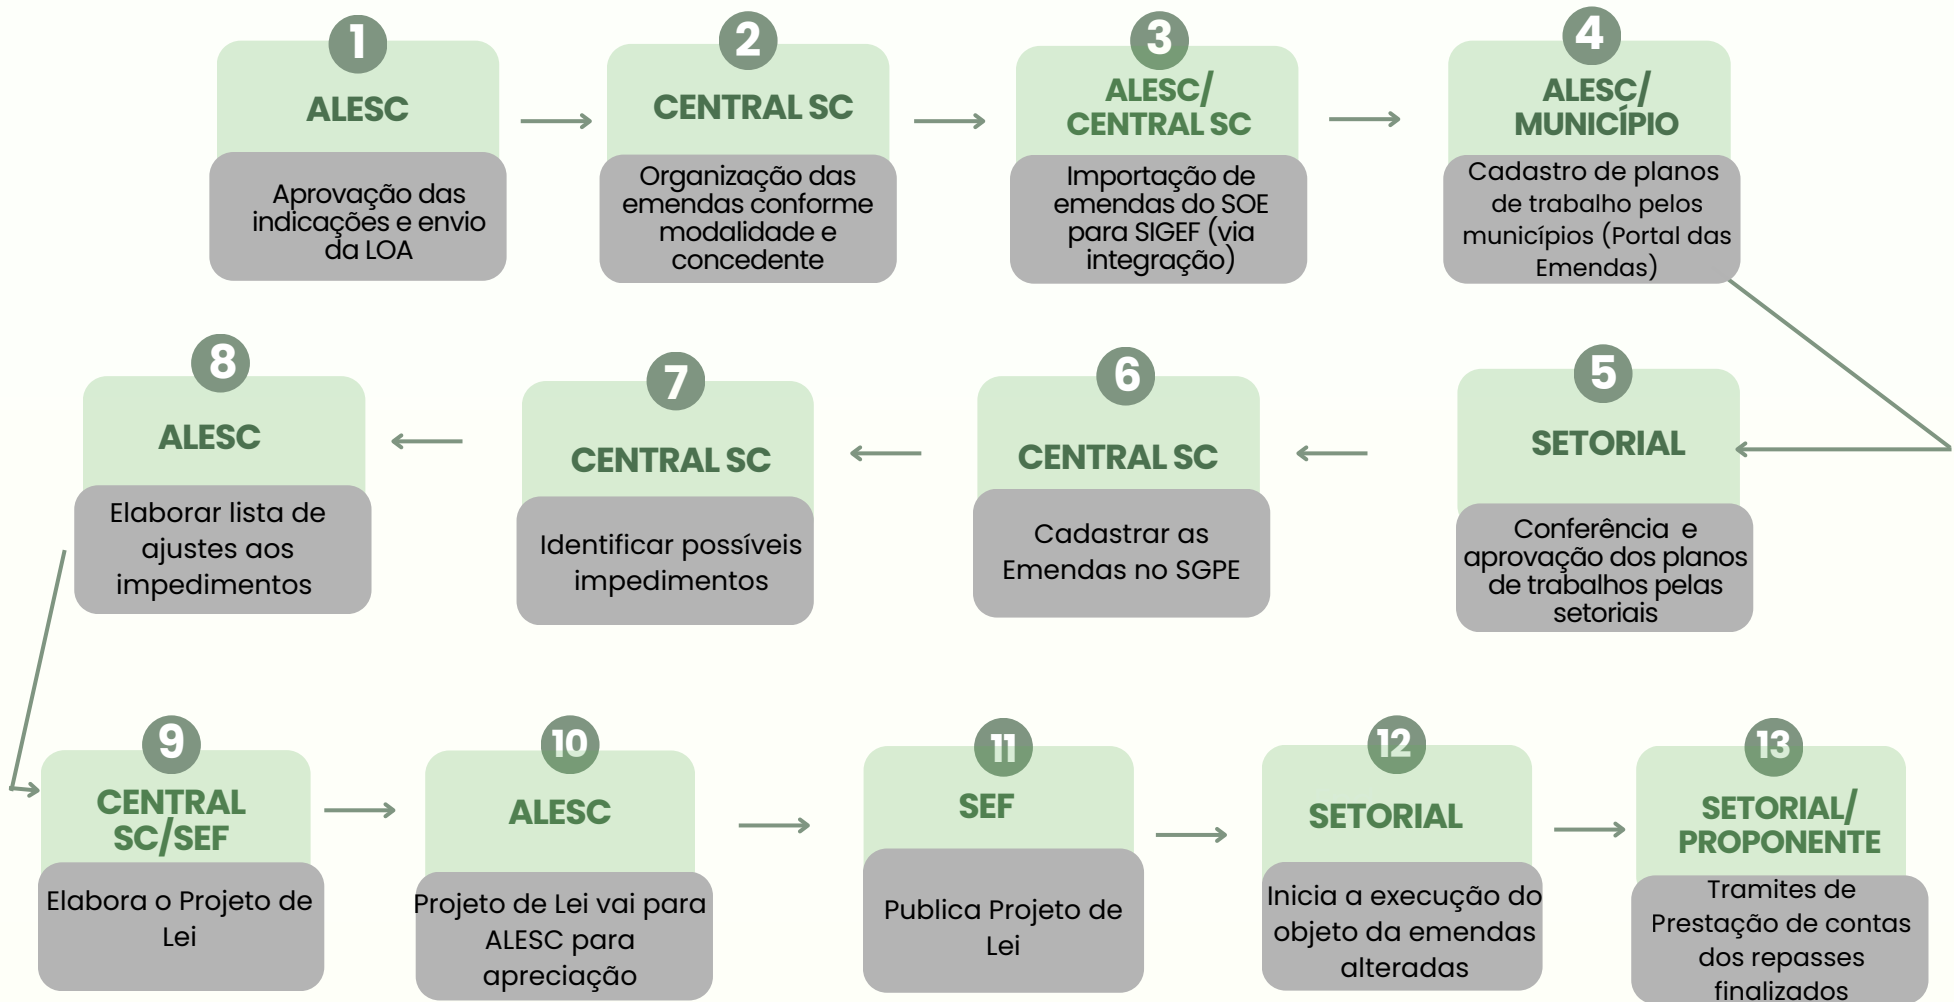 1
ALESC
Aprovação das
indicações e envio
da LOA
2
CENTRAL SC
Organização das
emendas conforme
modalidade e
concedente
3
ALESC/
CENTRAL SC
Importação de
emendas do SOE
para SIGEF (via
integração)
4
ALESC/
MUNICÍPIO
Cadastro de planos
de trabalho pelos
municípios (Portal das
Emendas)
5
SETORIAL
Conferência e
aprovação dos planos
de trabalhos pelas
setoriais
6
CENTRAL SC
Cadastrar as
Emendas no SGPE
7
CENTRAL SC
Identificar possíveis
impedimentos
8
ALESC
Elaborar lista de
ajustes aos
impedimentos
9
CENTRAL
SC/SEF
Elabora o Projeto de
Lei
10
ALESC
Projeto de Lei vai para
ALESC para
apreciação
11
SEF
Publica Projeto de
Lei
12
SETORIAL
Inicia a execução do
objeto da emendas
alteradas
13
SETORIAL/
PROPONENTE
Tramites de
Prestação de contas
dos repasses
finalizados